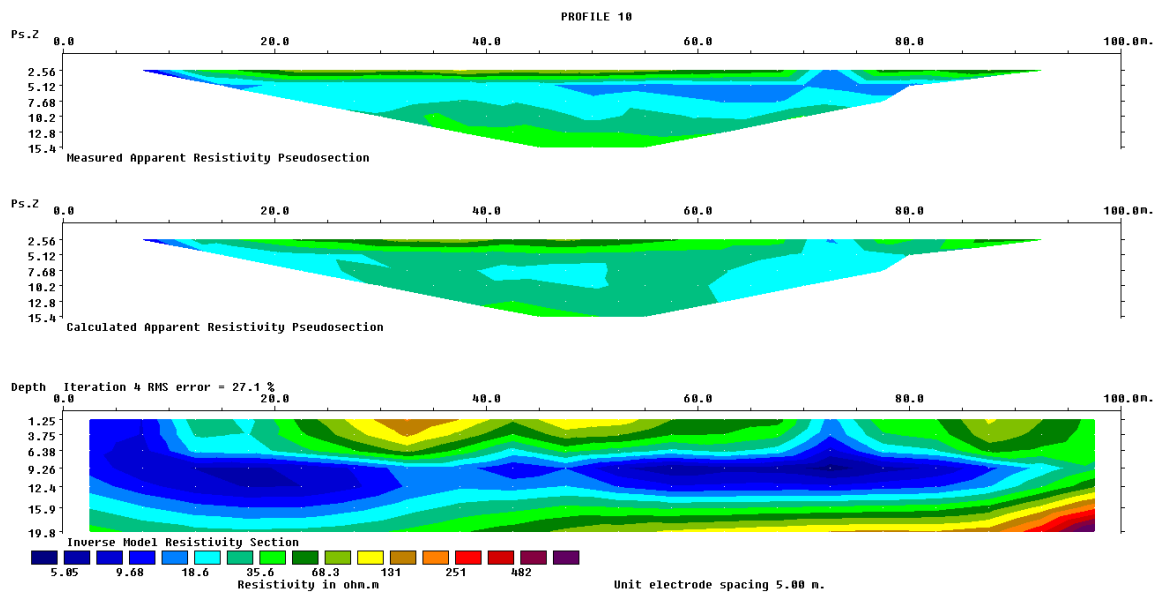 PROFILE 10
Ps.Z 0.0 20.0 40.0 60.0 80.0 100.0m.
2.56
5.12
7.68
10.2
12.8
15.4
Measured Apparent Resistivity Pseudosection
Ps.Z 0.0 20.0 40.0 60.0 80.0 100.0m.
2.56
5.12
7.68
10.2
12.8
15.4
Calculated Apparent Resistivity Pseudosection
Depth Iteration 4 RMS error = 27.1 %
0.0 20.0 40.0 60.0 80.0 100.0m.
1.25
3.75
6.38
9.26
12.4
15.9
19.8
Inverse Model Resistivity Section
5.05 9.68 18.6 35.6 68.3 131 251 482
Resistivity in ohm.m Unit electrode spacing 5.00 m.